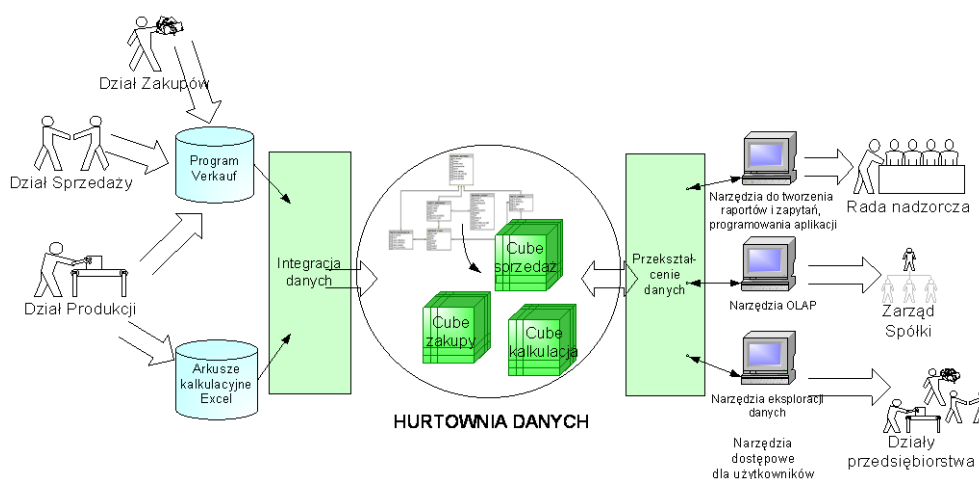 Dział Zakupów
Dział Sprzedaży
Dział Produkcji
Program
Verkauf
Arkusze
kalkulacyjne
Excel
Integracja
danych
Cube
sprzedaż
Cube
zakupy
Cube
kalkulacja
HURTOWNIA DANYCH
Przekształ-
cenie
danych
Narzędzia do tworzenia
raportów i zapytań,
programowania aplikacji
Rada nadzorcza
Narzędzia OLAP
Zarząd
Spółki
Narzędzia eksploracji
danych
Działy
przedsiębiorstwa
Narzędzia
dostępowe
dla użytkowników